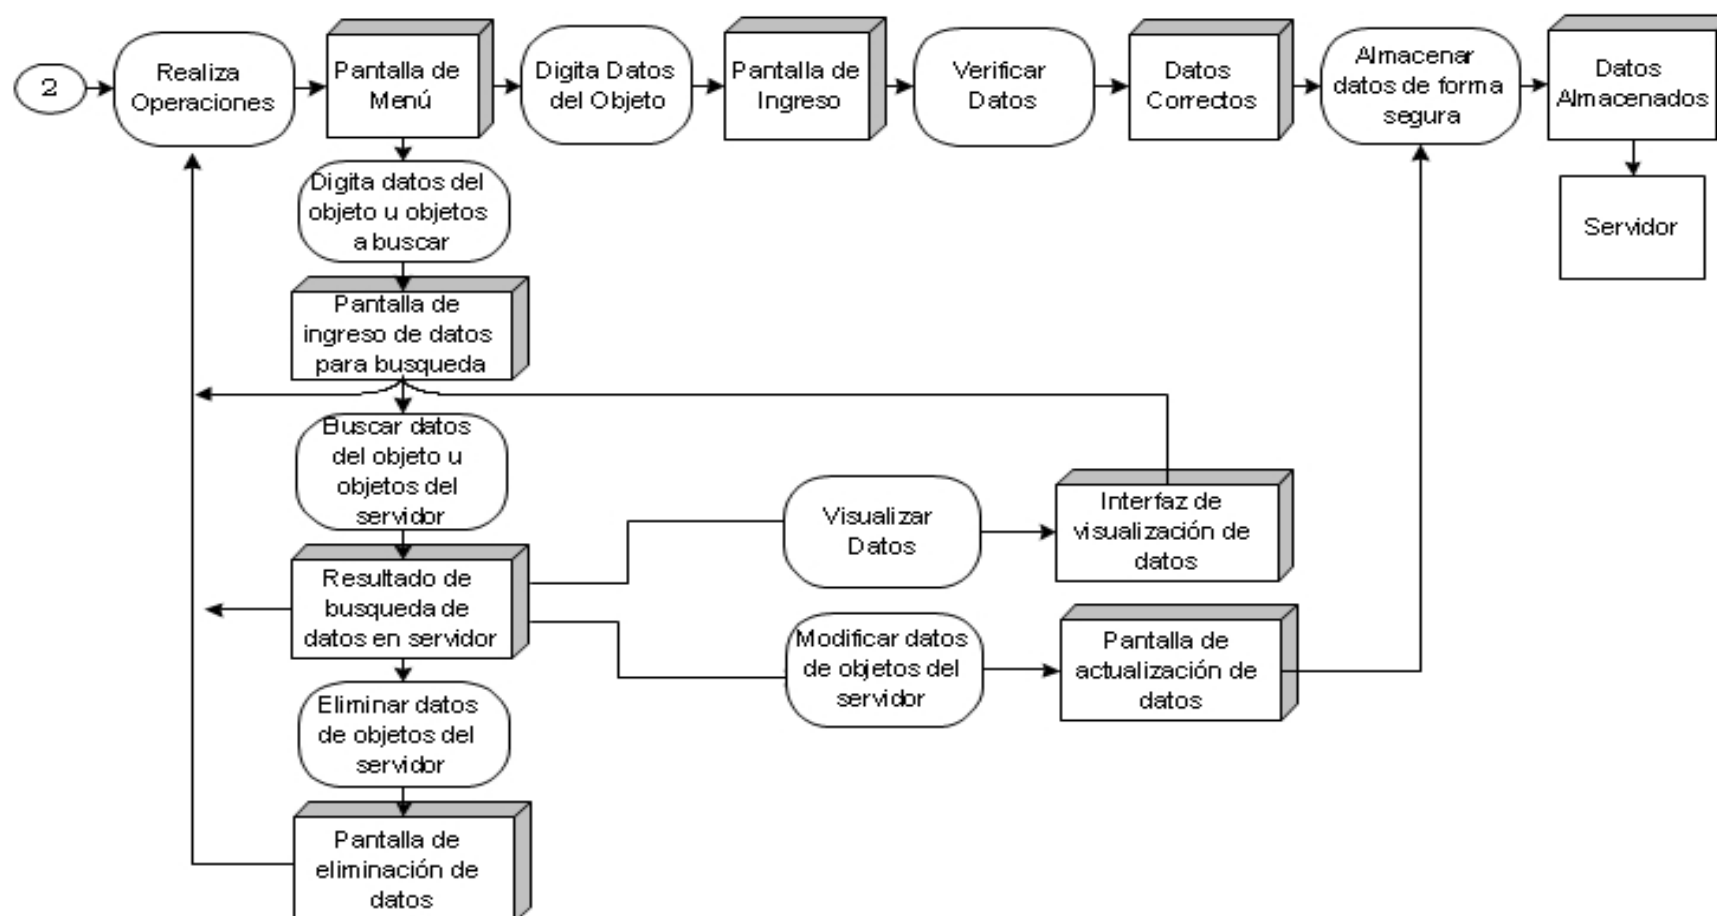 2
Realiza
Operaciones
Pantalla de
Menú
Digita Datos
del Objeto
Pantalla de
Ingreso
Verificar
Datos
Datos
Correctos
Almacenar
datos de forma
segura
Datos
Almacenados
Servidor
Digita datos del
objeto u objetos
a buscar
Pantalla de
ingreso de datos
para busqueda
Buscar datos
del objeto u
objetos del
servidor
Visualizar
Datos
Interfaz de
visualización de
datos
Resultado de
busqueda de
datos en servidor
Modificar datos
de objetos del
servidor
Pantalla de
actualización de
datos
Eliminar datos
de objetos del
servidor
Pantalla de
eliminación de
datos